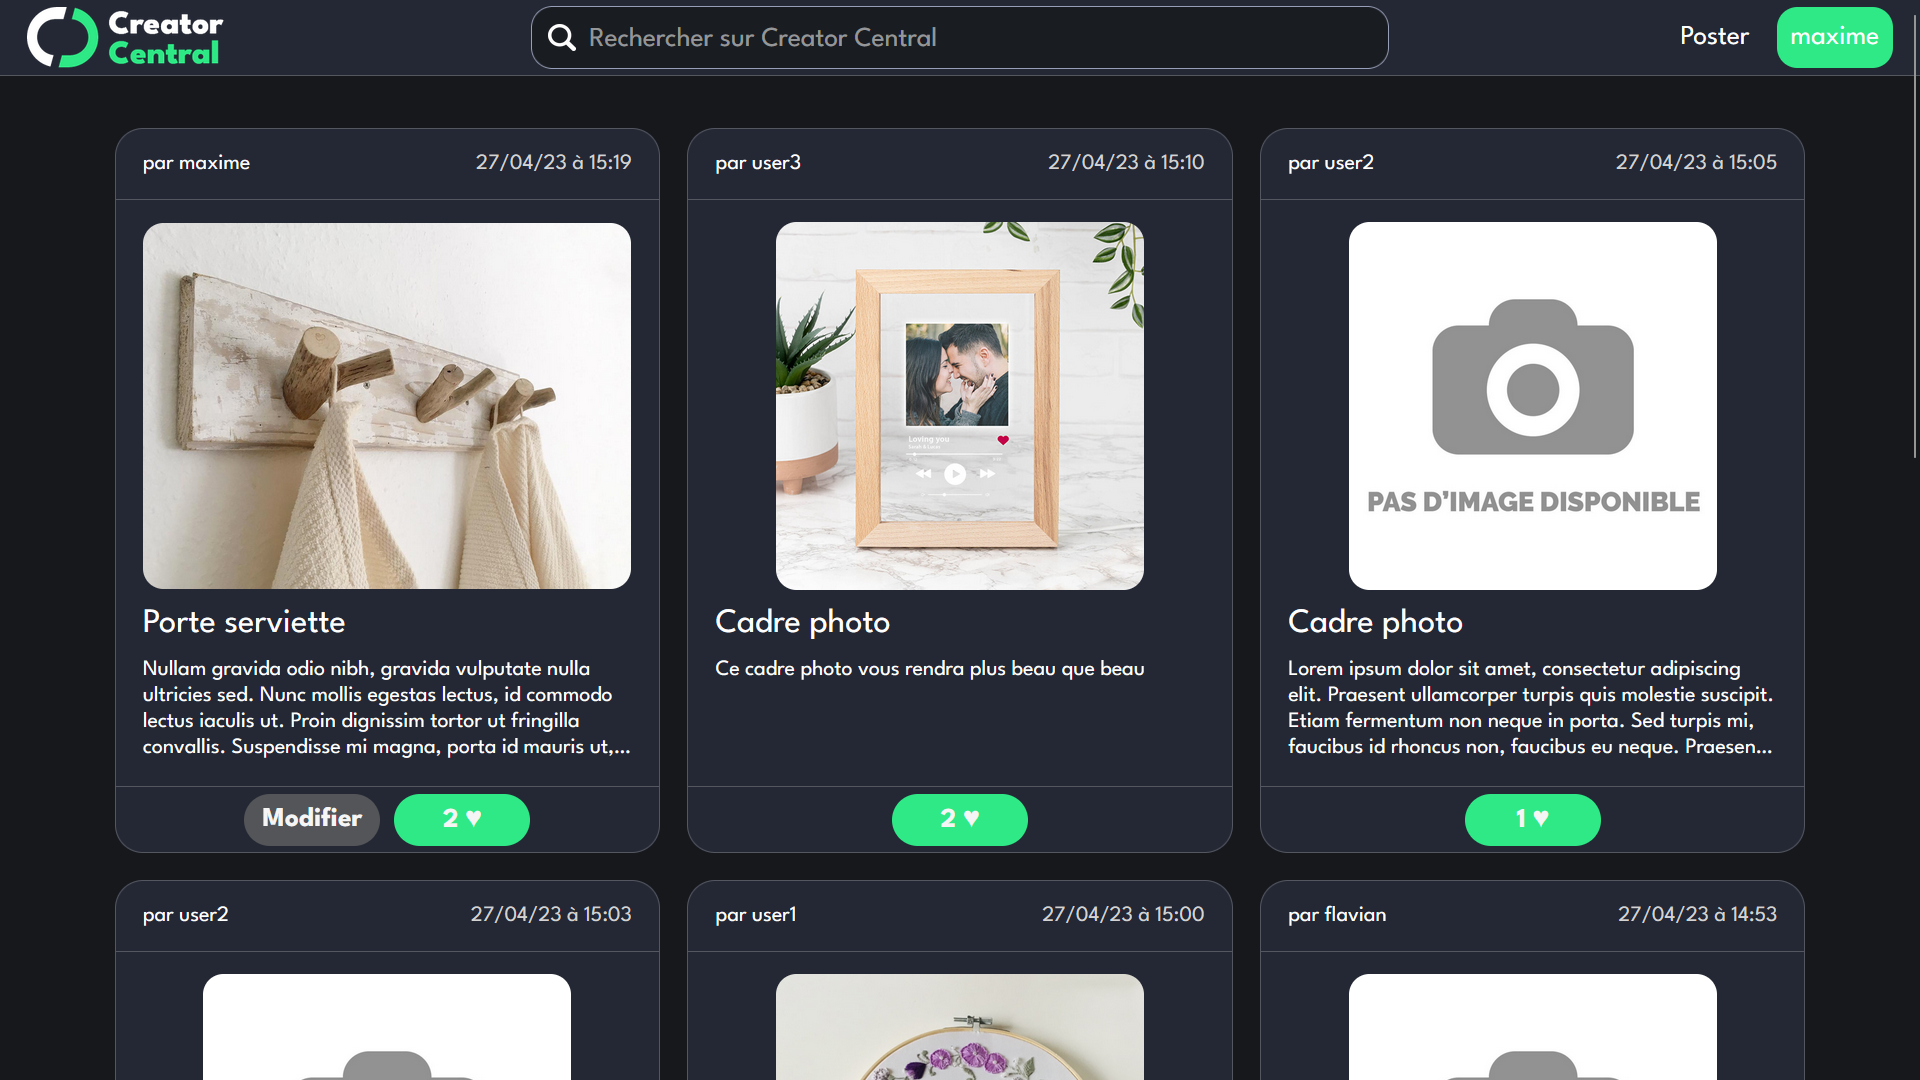 Creator
Central
Rechercher sur Creator Central
Poster
maxime
par maxime
27/04/23 à 15:19
Porte serviette
Nullam gravida odio nibh, gravida vulputate nulla
ultricies sed. Nunc mollis egestas lectus, id commodo
lectus iaculis ut. Proin dignissim tortor ut fringilla
convallis. Suspendisse mi magna, porta id mauris ut,...
Modifier
2 ♥
par user3
27/04/23 à 15:10
Loving you
Cadre photo
Ce cadre photo vous rendra plus beau que beau
2 ♥
par user2
27/04/23 à 15:05
PAS D'IMAGE DISPONIBLE
Cadre photo
Lorem ipsum dolor sit amet, consectetur adipiscing
elit. Praesent ullamcorper turpis quis molestie suscipit.
Etiam fermentum non neque in porta. Sed turpis mi,
faucibus id rhoncus non, faucibus eu neque. Praesen...
1 ♥
par user2
27/04/23 à 15:03
par user1
27/04/23 à 15:00
par flavian
27/04/23 à 14:53